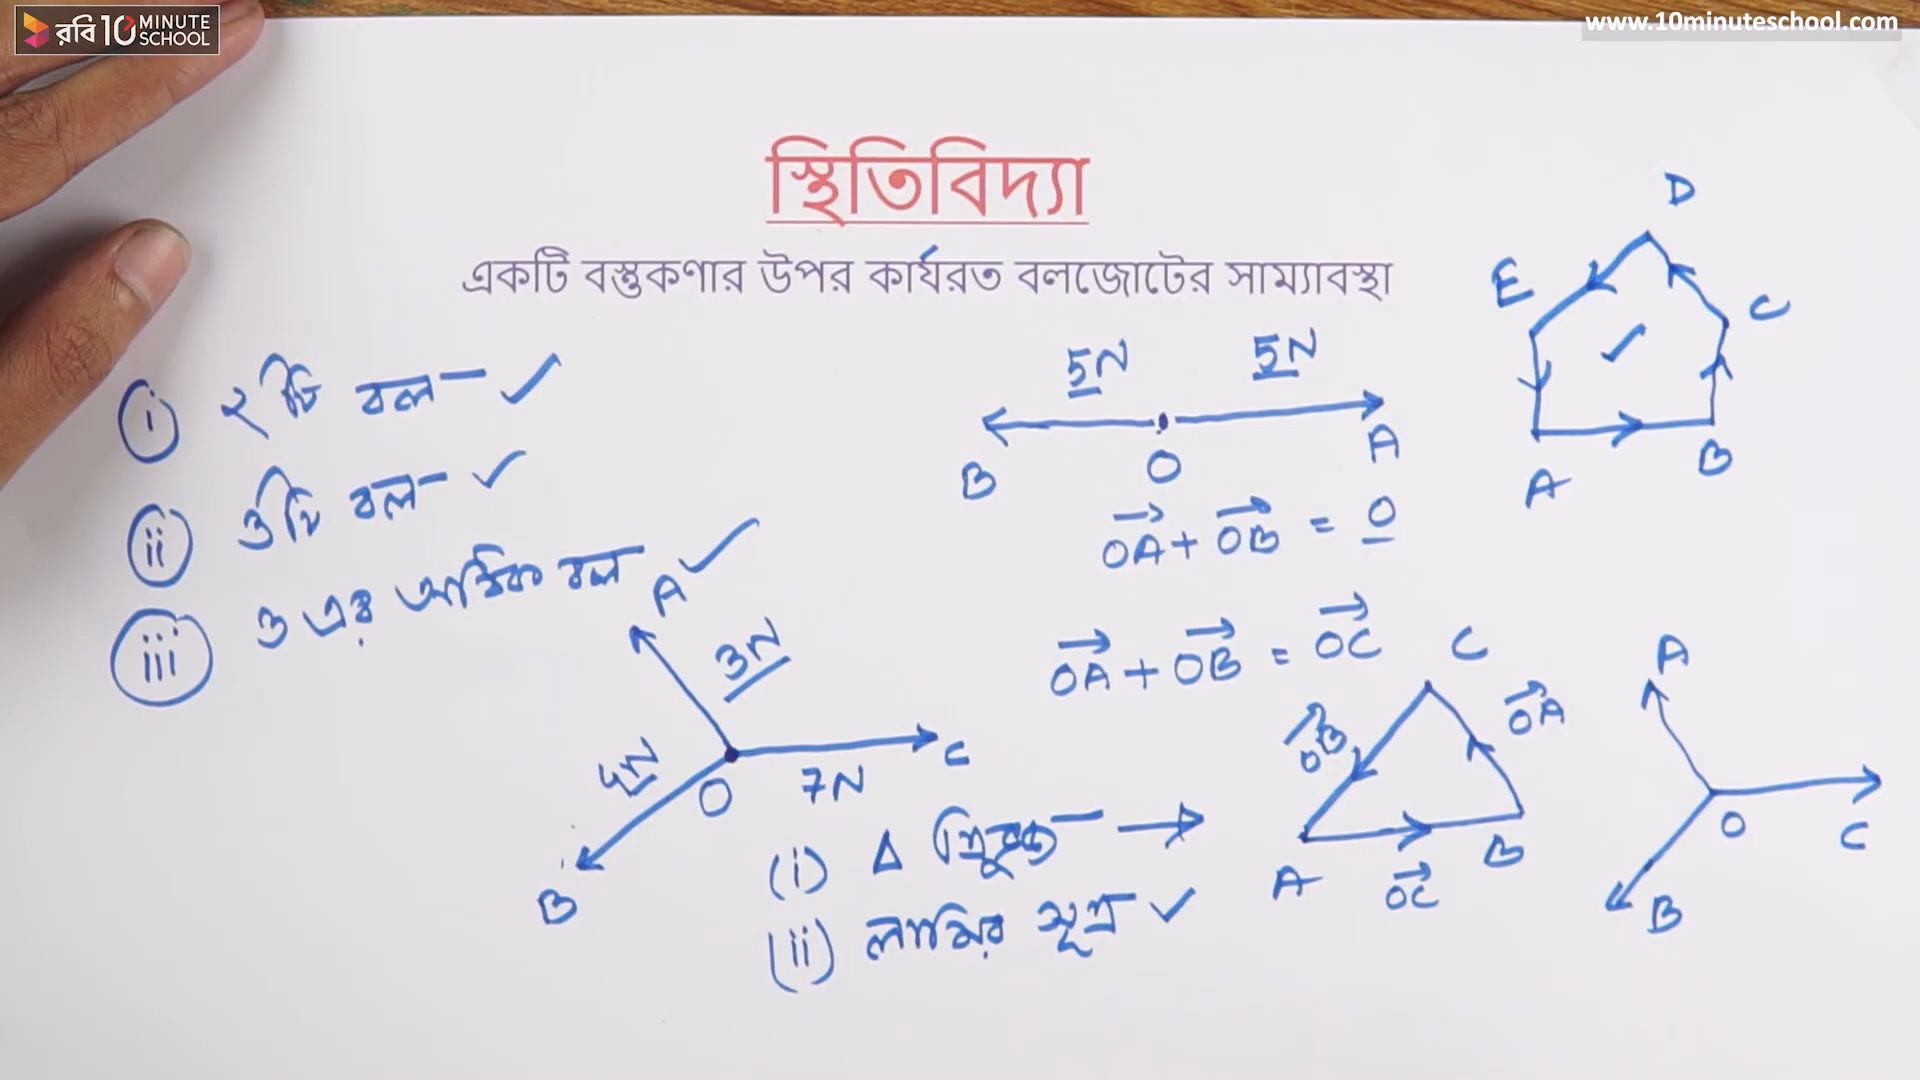 রবি 10 MINUTE SCHOOL
www.10minuteschool.com
স্থিতিবিদ্যা
একটি বস্তুকণার উপর কার্যরত বলজোটের সাম্যাবস্থা
(i) ২টি বল
(ii) ৩টি বল
(iii) ৩ এর অধিক বল
5N 5N
B O A
OA + OB = 0
D
E C
A B
OA + OB = OC
A
3N
4N
O 7N C
B
(i) Δ সূত্র
(ii) লামির সূত্র
C
OB OA
A OC B
A
O C
B